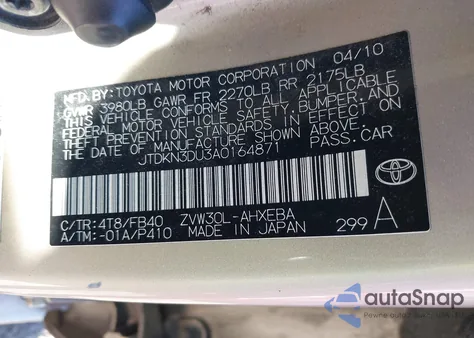 MFD. BY: TOYOTA MOTOR CORPORATION 04/10
GVWR 3980LB GAWR FR 2270LB RR 2175LB
THIS VEHICLE CONFORMS TO ALL APPLICABLE
FEDERAL MOTOR VEHICLE SAFETY, BUMPER, AND
THEFT PREVENTION STANDARDS IN EFFECT ON
THE DATE OF MANUFACTURE SHOWN ABOVE.
JTDKN3DU3A0164871 PASS. CAR
C/TR: 4T8/FB40 ZVW30L-AHXEBA
A/TM: -01A/P410 MADE IN JAPAN 299 A
TOYOTA
autoSnap